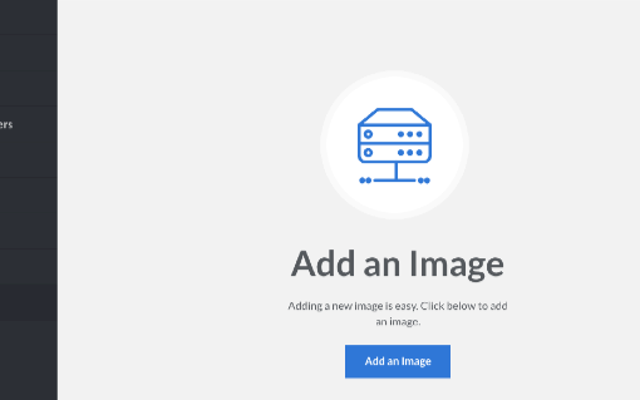 ers
Add an Image
Adding a new image is easy. Click below to add
an image.
Add an Image